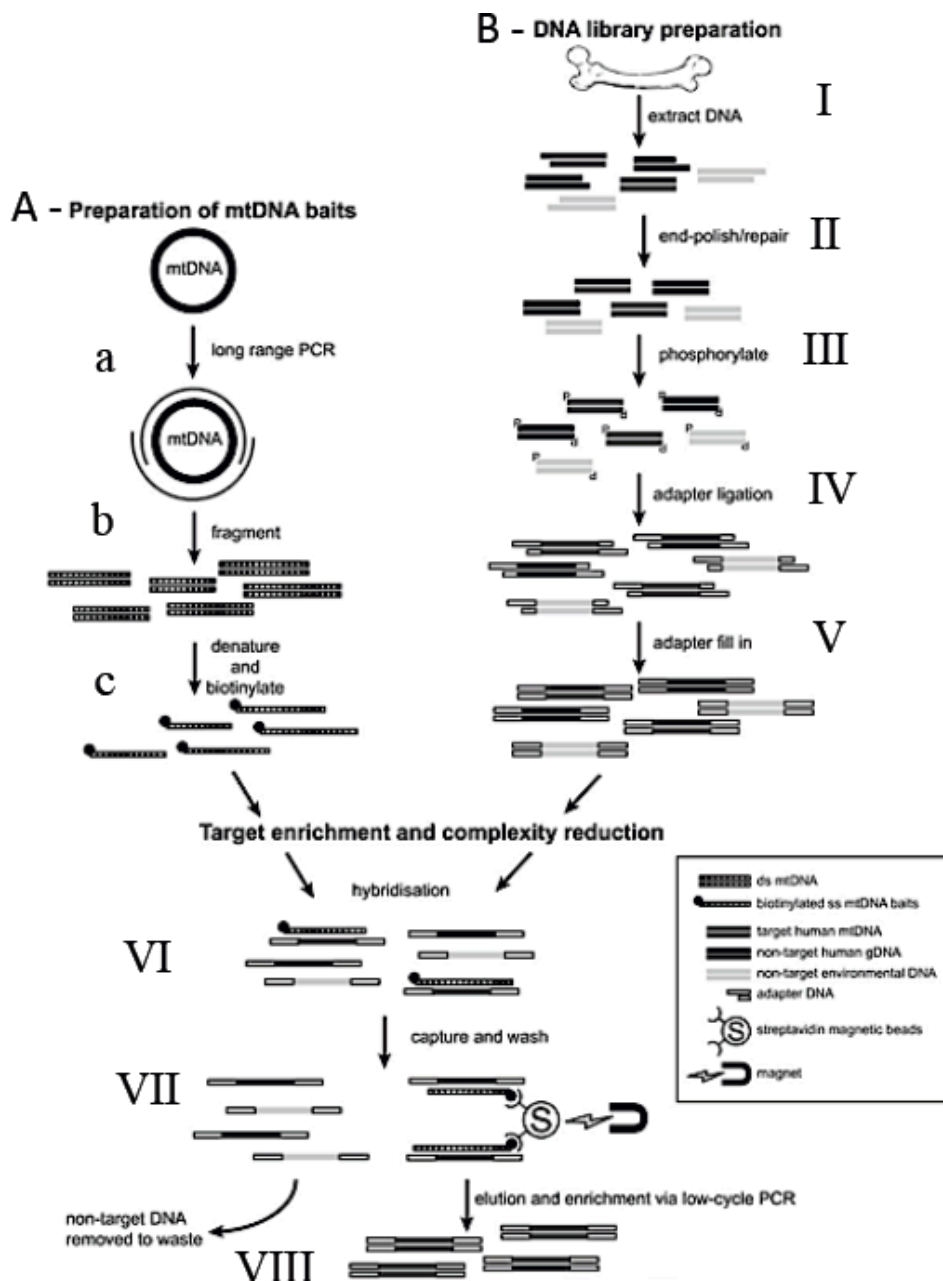 B - DNA library preparation
I
extract DNA
A - Preparation of mtDNA baits
end-polish/repair
II
mtDNA
a
long range PCR
phosphorylate
III
P P
d d
mtDNA
P P P
d d d
P
d
adapter ligation
IV
b
fragment
adapter fill in
V
denature
and
biotinylate
c
Target enrichment and complexity reduction
hybridisation
VI
capture and wash
VII
S
elution and enrichment via low-cycle PCR
non-target DNA
removed to waste
VIII
ds mtDNA
biotinylated ss mtDNA baits
target human mtDNA
non-target human gDNA
non-target environmental DNA
adapter DNA
S
streptavidin magnetic beads
magnet